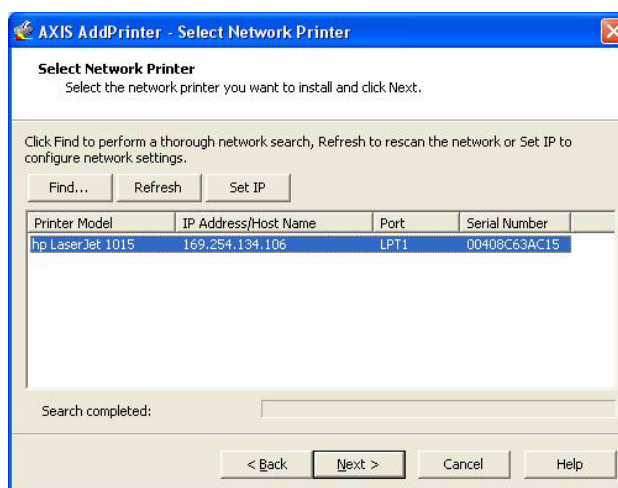 AXIS AddPrinter - Select Network Printer
Select Network Printer
Select the network printer you want to install and click Next.
Click Find to perform a thorough network search, Refresh to rescan the network or Set IP to
configure network settings.
Find... Refresh Set IP
Printer Model IP Address/Host Name Port Serial Number
hp LaserJet 1015 169.254.134.106 LPT1 00408C63AC15
Search completed:
< Back Next > Cancel Help